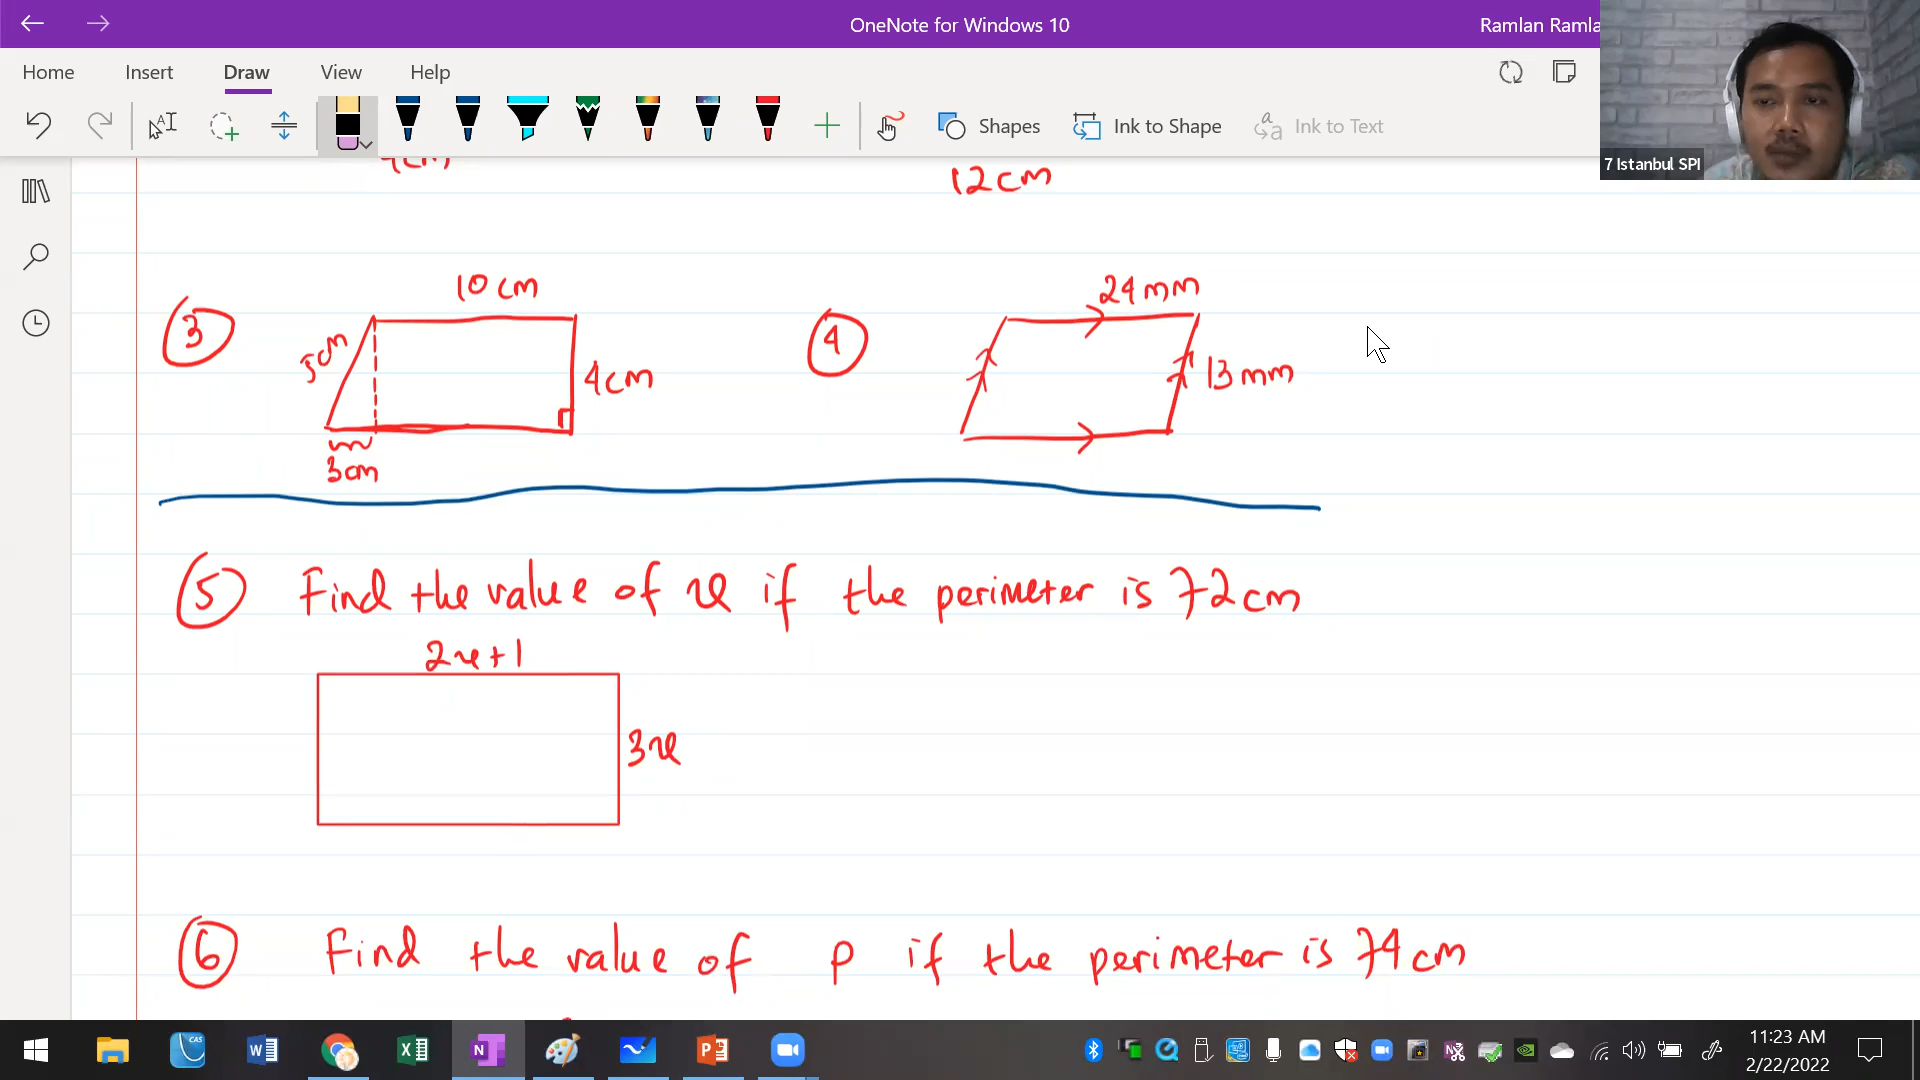 OneNote for Windows 10
Ramlan Ramla
Home Insert Draw View Help
Shapes Ink to Shape Ink to Text
7 Istanbul SPI
12cm
10 cm
24 mm
3
5cm
4cm
4
13 mm
3cm
5 Find the value of x if the perimeter is 72cm
2x+1
3x
6 Find the value of p if the perimeter is 74cm
11:23 AM
2/22/2022